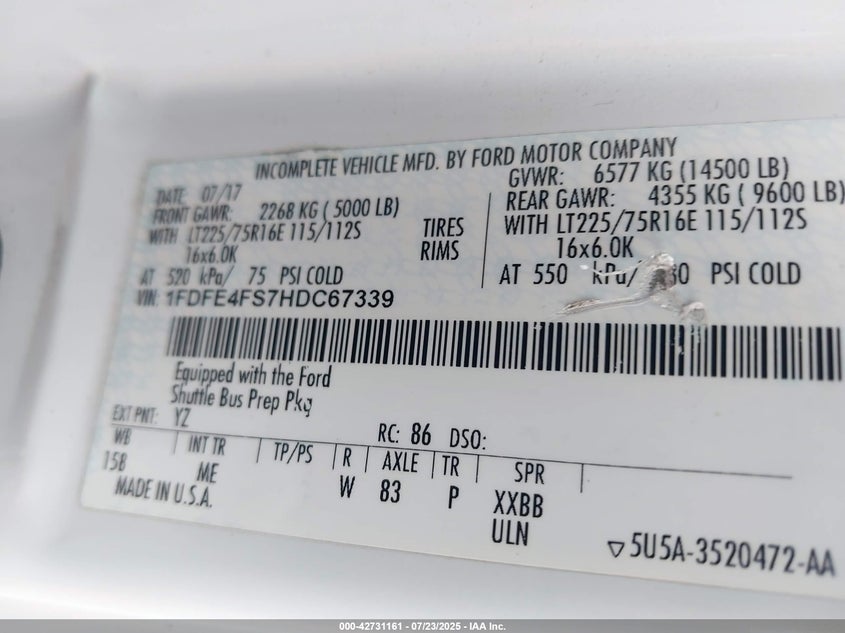 INCOMPLETE VEHICLE MFD. BY FORD MOTOR COMPANY
DATE 07/17
GVWR: 6577 KG (14500 LB)
FRONT GAWR: 2268 KG ( 5000 LB)
REAR GAWR: 4355 KG ( 9600 LB)
WITH LT225/75R16E 115/112S
TIRES
WITH LT225/75R16E 115/112S
16x6.0K
RIMS
16x6.0K
AT 520 kPa/ 75 PSI COLD
AT 550 kPa/ 80 PSI COLD
VIN: 1FDFE4FS7HDC67339
Equipped with the Ford
Shuttle Bus Prep Pkg
EXT PNT: YZ
RC: 86 DSO:
WB INT TR TP/PS R AXLE TR SPR
158 ME W 83 P XXBB
MADE IN U.S.A.
ULN
▽5U5A-3520472-AA
000-42731161 - 07/23/2025 - IAA Inc.